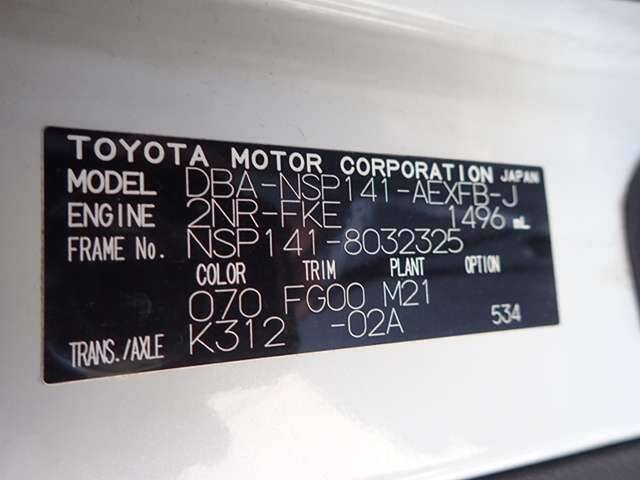 TOYOTA MOTOR CORPORATION JAPAN
MODEL DBA-NSP141-AEXFB-J
ENGINE 2NR-FKE 1496 mL
FRAME No. NSP141-8032325
COLOR TRIM PLANT OPTION
070 FG00 M21
TRANS./AXLE K312 -02A 534